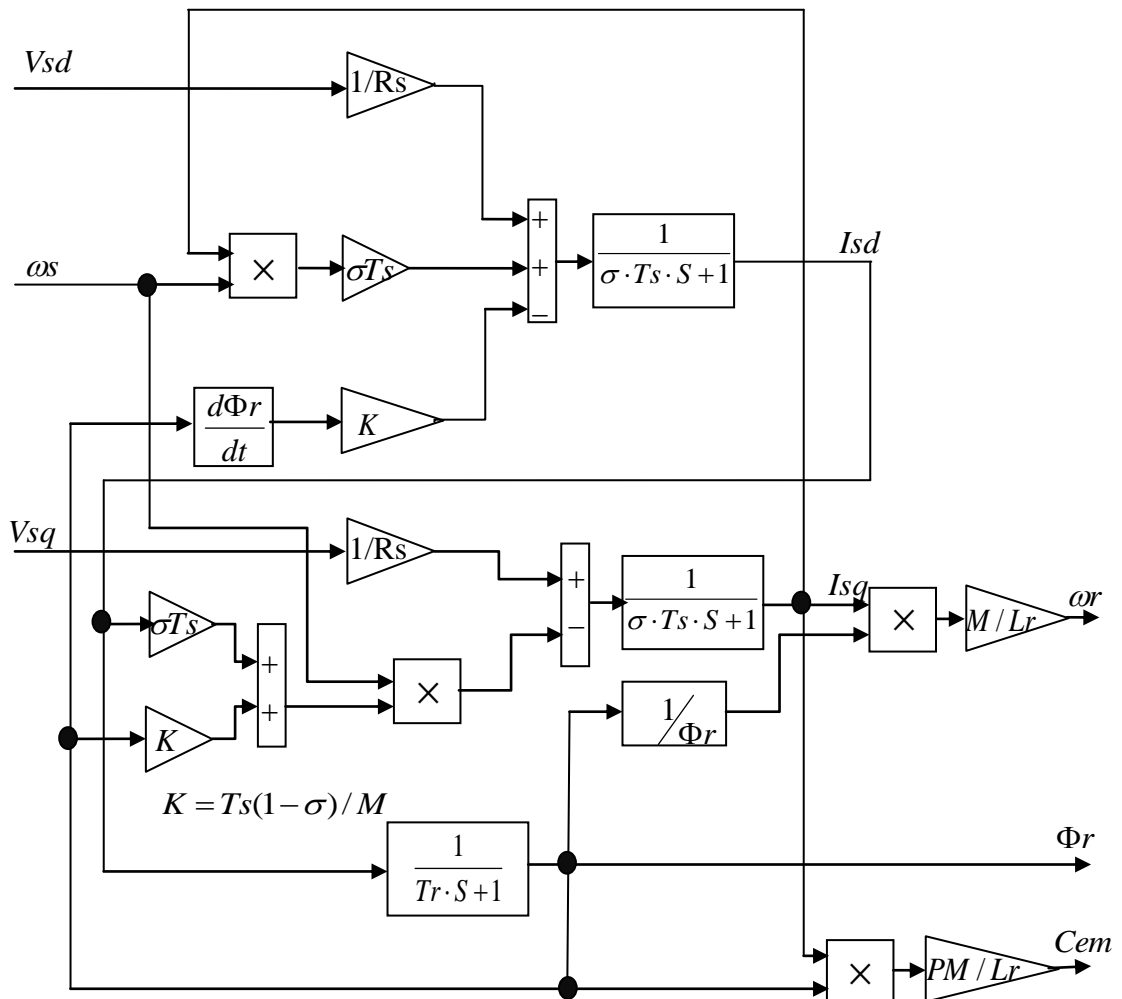 Vsd
1/Rs
+
ωs
×
σTs
+
1
σ·Ts·S+1
Isd
−
dΦr
dt
K
Vsq
1/Rs
+
1
σ·Ts·S+1
Isq
×
M/Lr
ωr
−
σTs
+
×
K
+
1/Φr
K=Ts(1−σ)/M
1
Tr·S+1
Φr
×
PM/Lr
Cem